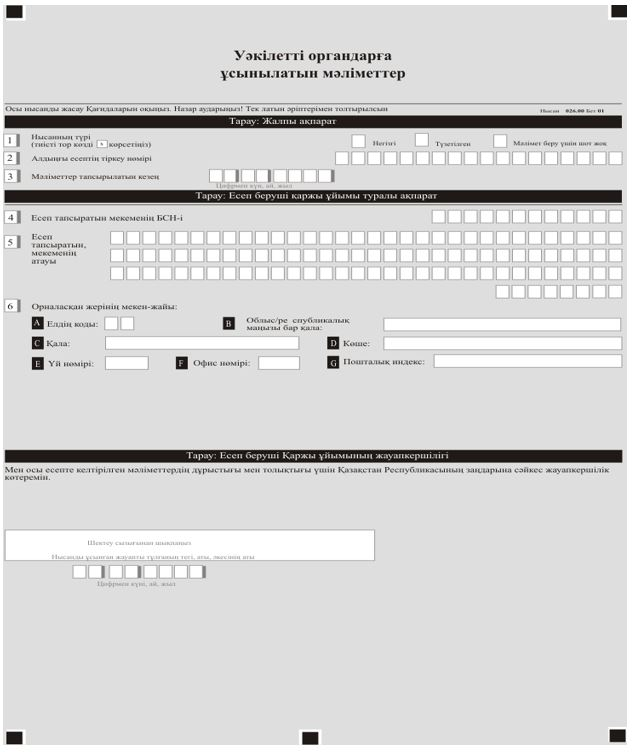 Уәкілетті органдарға
ұсынылатын мәліметтер
Осы нысанды жасау Қағидаларын оқыңыз. Назар аударыңыз! Тек латын әріптерімен толтырылсын
Нысан 026.00 Бет 01
Тарау: Жалпы ақпарат
1 Нысанның түрі
(тиісті тор көзді х көрсетіңіз)
Негізгі Түзетілген Мәлімет беру үшін шот жоқ
2 Алдыңғы есептің тіркеу нөмірі
3 Мәліметтер тапсырылатын кезең
Цифрмен күн, ай, жыл
Тарау: Есеп беруші қаржы ұйымы туралы ақпарат
4 Есеп тапсыратын мекеменің БСН-і
5 Есеп
тапсыратын,
мекеменің
атауы
6 Орналасқан жерінің мекен-жайы:
A Елдің коды:
B Облыс/ре спубликалық
маңызы бар қала:
C Қала:
D Көше:
E Үй нөмірі:
F Офис нөмірі:
G Пошталық индекс:
Тарау: Есеп беруші Қаржы ұйымының жауапкершілігі
Мен осы есепте келтірілген мәліметтердің дұрыстығы мен толықтығы үшін Қазақстан Республикасының заңдарына сәйкес жауапкершілік
көтеремін.
Шектеу сызығынан шықпаңыз
Нысанды ұсынған жауапты тұлғаның тегі, аты, әкесінің аты
Цифрмен күні, ай, жыл